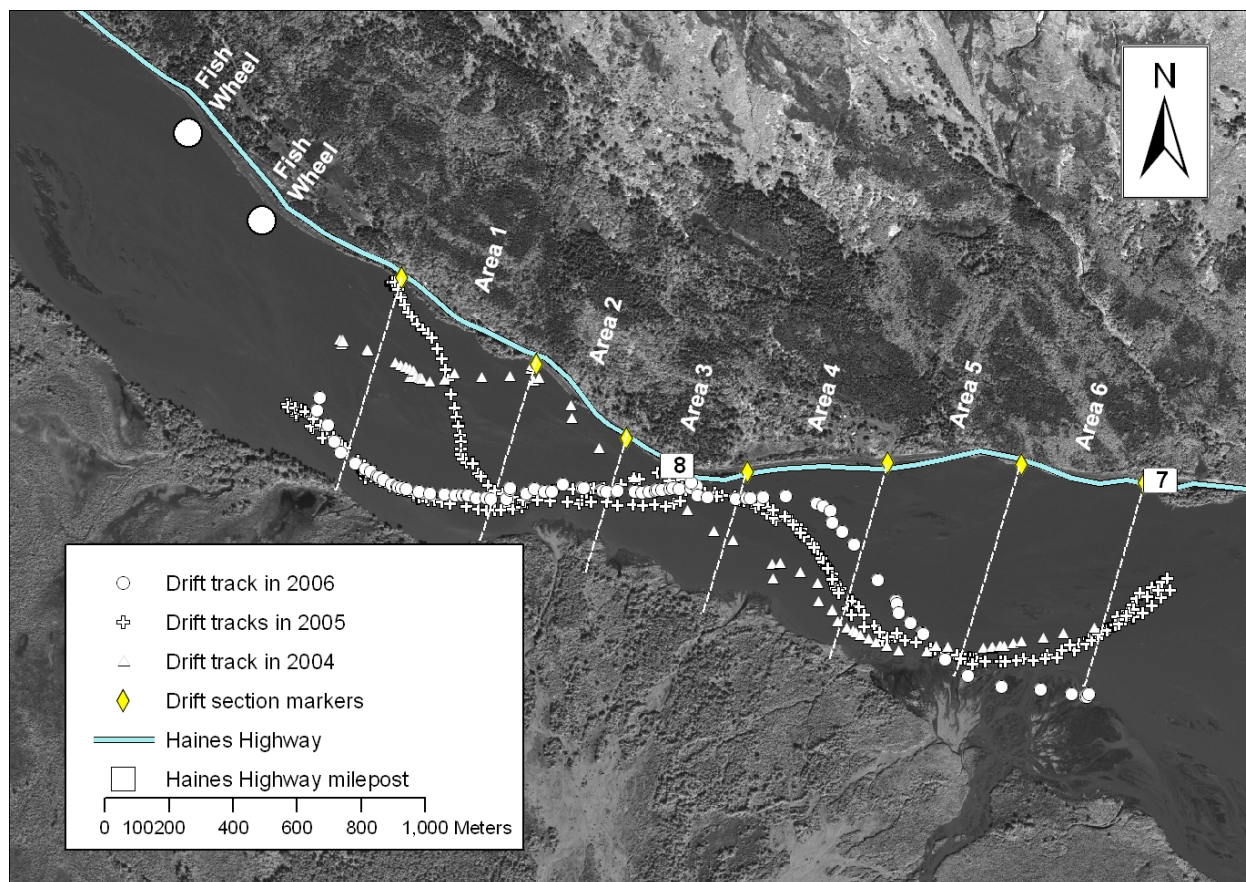 N
Fish
Wheel
Fish
Wheel
Area 1
Area 2
Area 3
Area 4
Area 5
Area 6
8
7
Drift track in 2006
Drift tracks in 2005
Drift track in 2004
Drift section markers
Haines Highway
Haines Highway milepost
0 100200 400 600 800 1,000 Meters